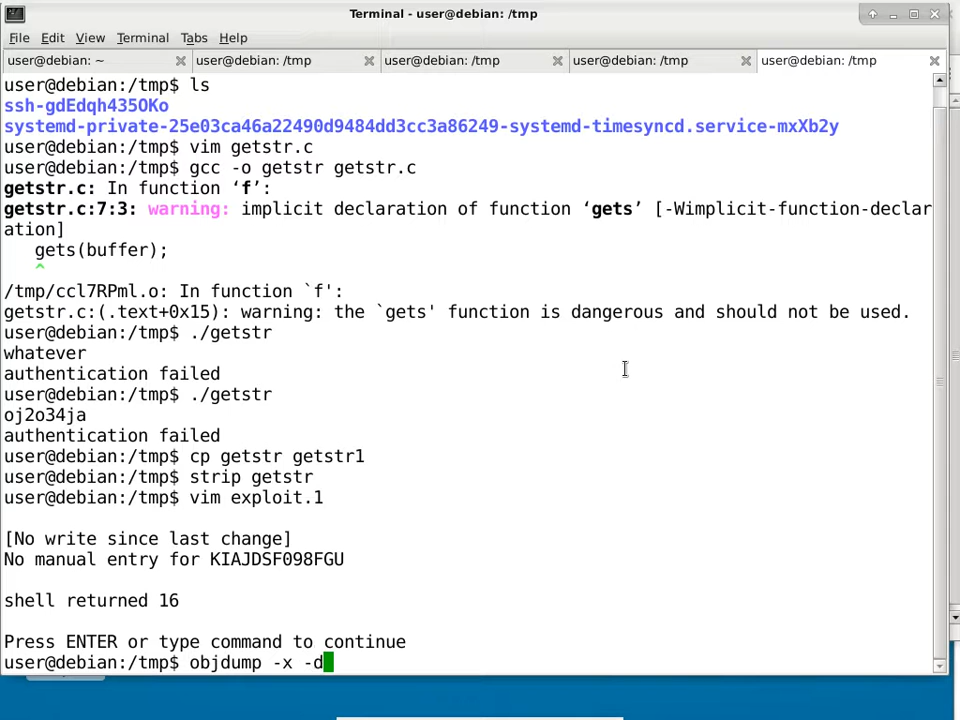 Terminal - user@debian: /tmp
File Edit View Terminal Tabs Help
user@debian: ~ user@debian: /tmp user@debian: /tmp user@debian: /tmp user@debian: /tmp
user@debian:/tmp$ ls
ssh-gdEdqh435OKo
systemd-private-25e03ca46a22490d9484dd3cc3a86249-systemd-timesyncd.service-mxXb2y
user@debian:/tmp$ vim getstr.c
user@debian:/tmp$ gcc -o getstr getstr.c
getstr.c: In function ‘f’:
getstr.c:7:3: warning: implicit declaration of function ‘gets’ [-Wimplicit-function-declar
ation]
   gets(buffer);
   ^
/tmp/ccl7RPml.o: In function `f':
getstr.c:(.text+0x15): warning: the `gets' function is dangerous and should not be used.
user@debian:/tmp$ ./getstr
whatever
authentication failed
user@debian:/tmp$ ./getstr
oj2o34ja
authentication failed
user@debian:/tmp$ cp getstr getstr1
user@debian:/tmp$ strip getstr
user@debian:/tmp$ vim exploit.1
[No write since last change]
No manual entry for KIAJDSF098FGU
shell returned 16
Press ENTER or type command to continue
user@debian:/tmp$ objdump -x -d